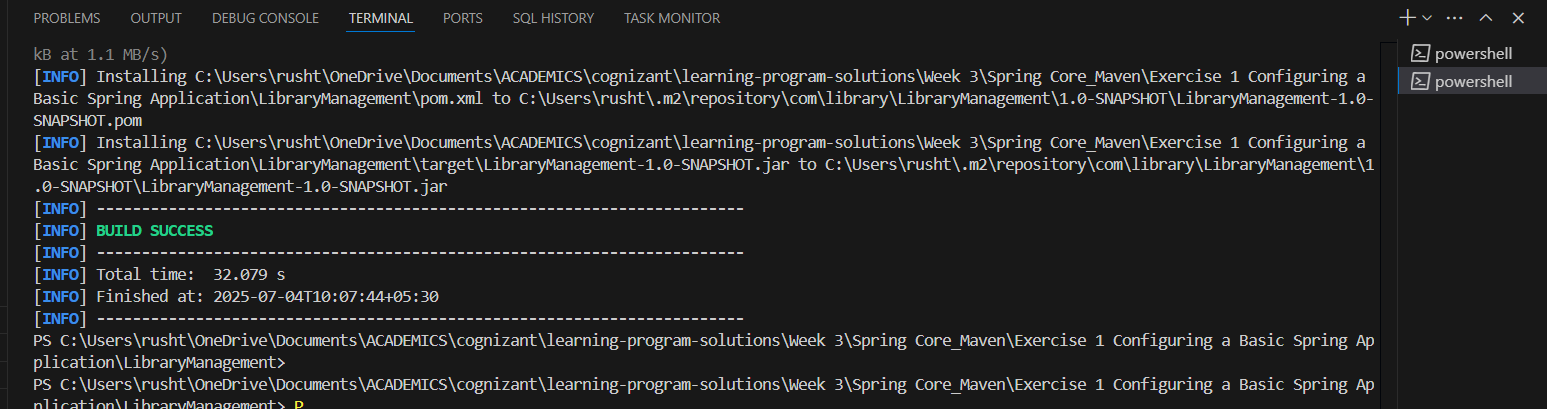 PROBLEMS OUTPUT DEBUG CONSOLE TERMINAL PORTS SQL HISTORY TASK MONITOR
powershell
powershell
kB at 1.1 MB/s)
[INFO] Installing C:\Users\rusht\OneDrive\Documents\ACADEMICS\cognizant\learning-program-solutions\Week 3\Spring Core_Maven\Exercise 1 Configuring a
Basic Spring Application\LibraryManagement\pom.xml to C:\Users\rusht\.m2\repository\com\library\LibraryManagement\1.0-SNAPSHOT\LibraryManagement-1.0-
SNAPSHOT.pom
[INFO] Installing C:\Users\rusht\OneDrive\Documents\ACADEMICS\cognizant\learning-program-solutions\Week 3\Spring Core_Maven\Exercise 1 Configuring a
Basic Spring Application\LibraryManagement\target\LibraryManagement-1.0-SNAPSHOT.jar to C:\Users\rusht\.m2\repository\com\library\LibraryManagement\1
.0-SNAPSHOT\LibraryManagement-1.0-SNAPSHOT.jar
[INFO] ------------------------------------------------------------------------
[INFO] BUILD SUCCESS
[INFO] ------------------------------------------------------------------------
[INFO] Total time:  32.079 s
[INFO] Finished at: 2025-07-04T10:07:44+05:30
[INFO] ------------------------------------------------------------------------
PS C:\Users\rusht\OneDrive\Documents\ACADEMICS\cognizant\learning-program-solutions\Week 3\Spring Core_Maven\Exercise 1 Configuring a Basic Spring Ap
plication\LibraryManagement>
PS C:\Users\rusht\OneDrive\Documents\ACADEMICS\cognizant\learning-program-solutions\Week 3\Spring Core_Maven\Exercise 1 Configuring a Basic Spring Ap
plication\LibraryManagement> P